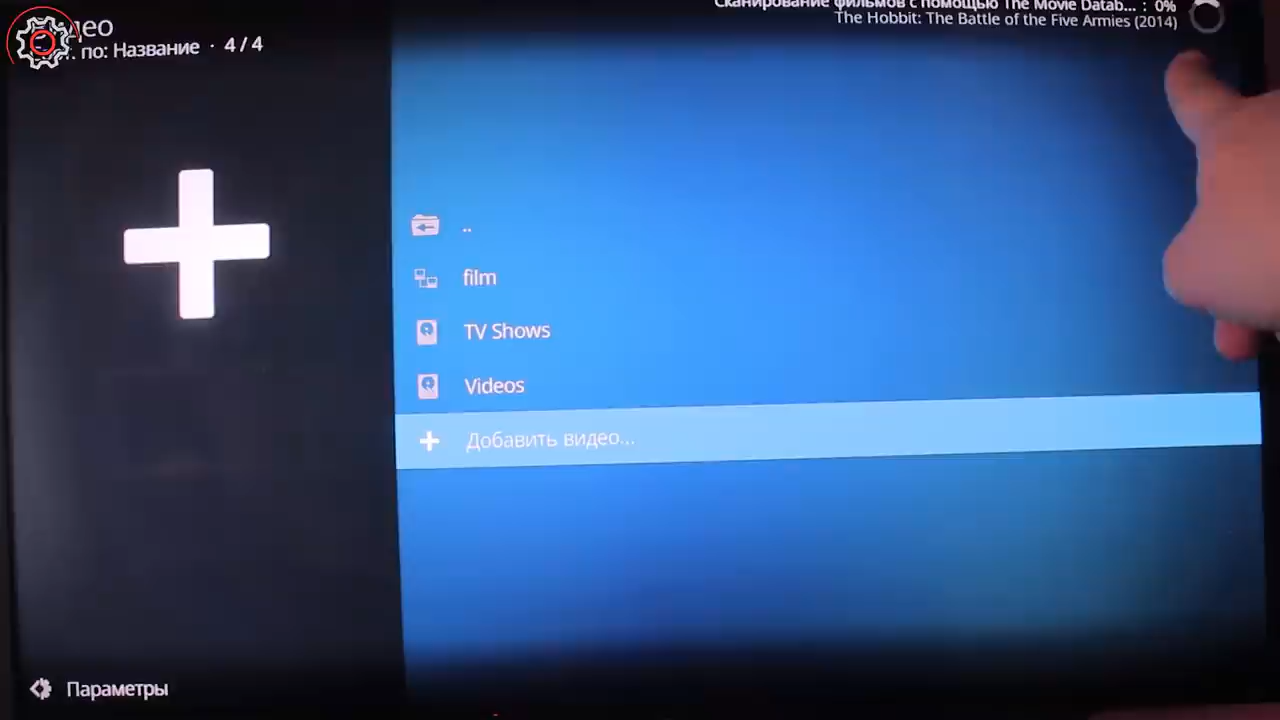 део
по: Название · 4 / 4
Сканирование фильмов с помощью The Movie Datab... : 0%
The Hobbit: The Battle of the Five Armies (2014)
..
film
TV Shows
Videos
Добавить видео...
Параметры